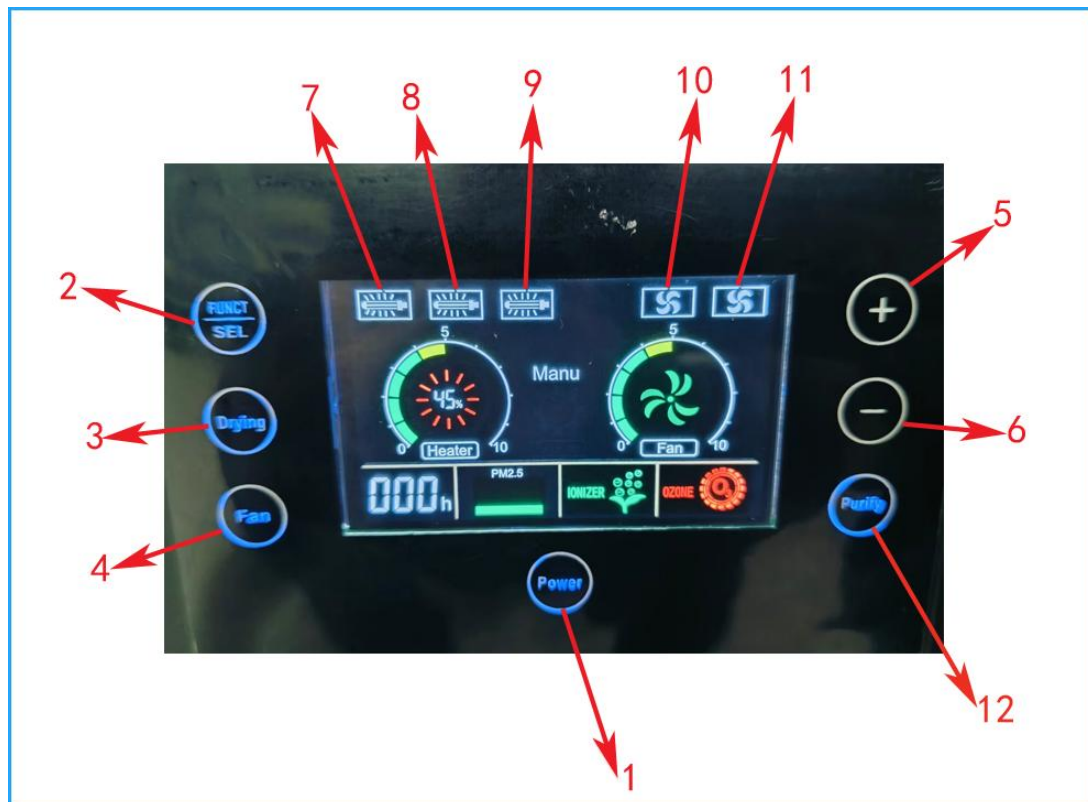 7
8
9
10
11
5
2
FUNCT
SEL
+
5
5
45%
Manu
3
Drying
−
6
0
Heater
10
0
Fan
10
000h
PM2.5
IONIZER
OZONE
Purify
4
Fan
Power
12
1